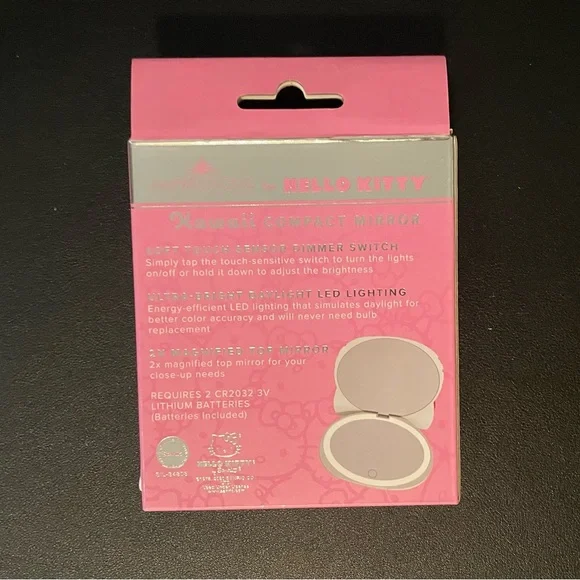 HELLO KITTY
Kawaii COMPACT MIRROR
SOFT TOUCH SENSOR DIMMER SWITCH
Simply tap the touch-sensitive switch to turn the lights
on/off or hold it down to adjust the brightness
ULTRA-BRIGHT DAYLIGHT LED LIGHTING
Energy-efficient LED lighting that simulates daylight for
better color accuracy and will never need bulb
replacement
2X MAGNIFIED TOP MIRROR
2x magnified top mirror for your
close-up needs
REQUIRES 2 CR2032 3V
LITHIUM BATTERIES
(Batteries Included)
HELLO KITTY